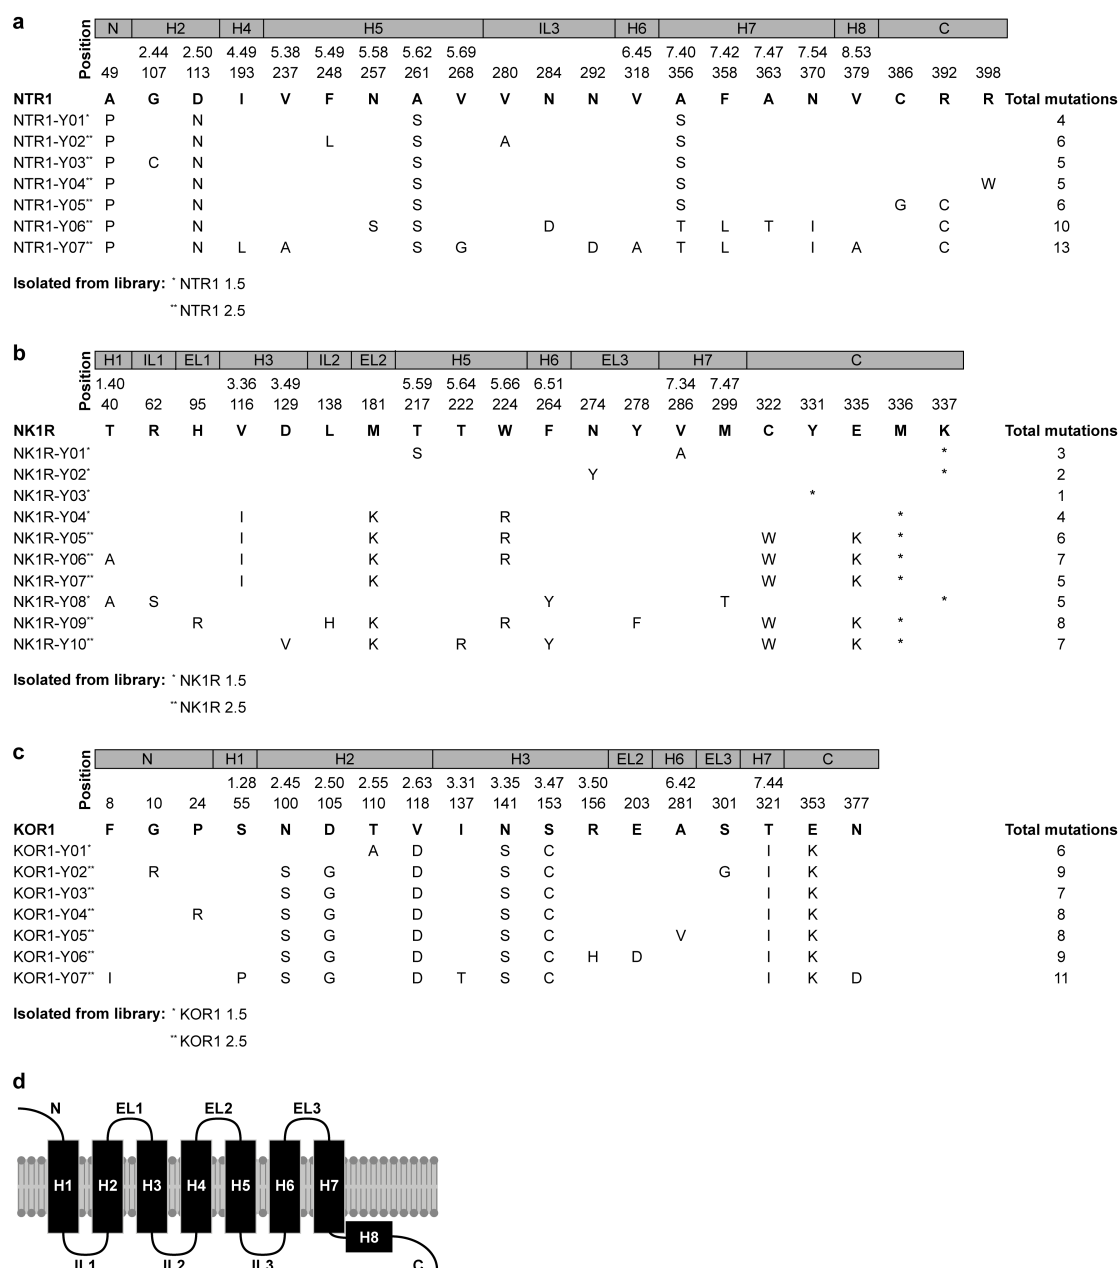 a
Position
N H2 H4 H5 IL3 H6 H7 H8 C
2.44 2.50 4.49 5.38 5.49 5.58 5.62 5.69 6.45 7.40 7.42 7.47 7.54 8.53
49 107 113 193 237 248 257 261 268 280 284 292 318 356 358 363 370 379 386 392 398
NTR1 A G D I V F N A V V N N V A F A N V C R R Total mutations
NTR1-Y01* P N S S 4
NTR1-Y02** P N L S A S 6
NTR1-Y03** P C N S S 5
NTR1-Y04** P N S S W 5
NTR1-Y05** P N S S G C 6
NTR1-Y06** P N S S D T L T I C 10
NTR1-Y07** P N L A S G D A T L I A C 13
Isolated from library: * NTR1 1.5
** NTR1 2.5
b
Position
H1 IL1 EL1 H3 IL2 EL2 H5 H6 EL3 H7 C
1.40 3.36 3.49 5.59 5.64 5.66 6.51 7.34 7.47
40 62 95 116 129 138 181 217 222 224 264 274 278 286 299 322 331 335 336 337
NK1R T R H V D L M T T W F N Y V M C Y E M K Total mutations
NK1R-Y01* S A * 3
NK1R-Y02* Y * 2
NK1R-Y03* * 1
NK1R-Y04* I K R * 4
NK1R-Y05** I K R W K * 6
NK1R-Y06** A I K R W K * 7
NK1R-Y07** I K W K * 5
NK1R-Y08* A S Y T * 5
NK1R-Y09** R H K R F W K * 8
NK1R-Y10** V K R Y W K * 7
Isolated from library: * NK1R 1.5
** NK1R 2.5
c
Position
N H1 H2 H3 EL2 H6 EL3 H7 C
1.28 2.45 2.50 2.55 2.63 3.31 3.35 3.47 3.50 6.42 7.44
8 10 24 55 100 105 110 118 137 141 153 156 203 281 301 321 353 377
KOR1 F G P S N D T V I N S R E A S T E N Total mutations
KOR1-Y01* A D S C I K 6
KOR1-Y02** R S G D S C G I K 9
KOR1-Y03** S G D S C I K 7
KOR1-Y04** R S G D S C I K 8
KOR1-Y05** S G D S C V I K 8
KOR1-Y06** S G D S C H D I K 9
KOR1-Y07** I P S G D T S C I K D 11
Isolated from library: * KOR1 1.5
** KOR1 2.5
d
N EL1 EL2 EL3
H1 H2 H3 H4 H5 H6 H7
H8
IL1 IL2 IL3 C